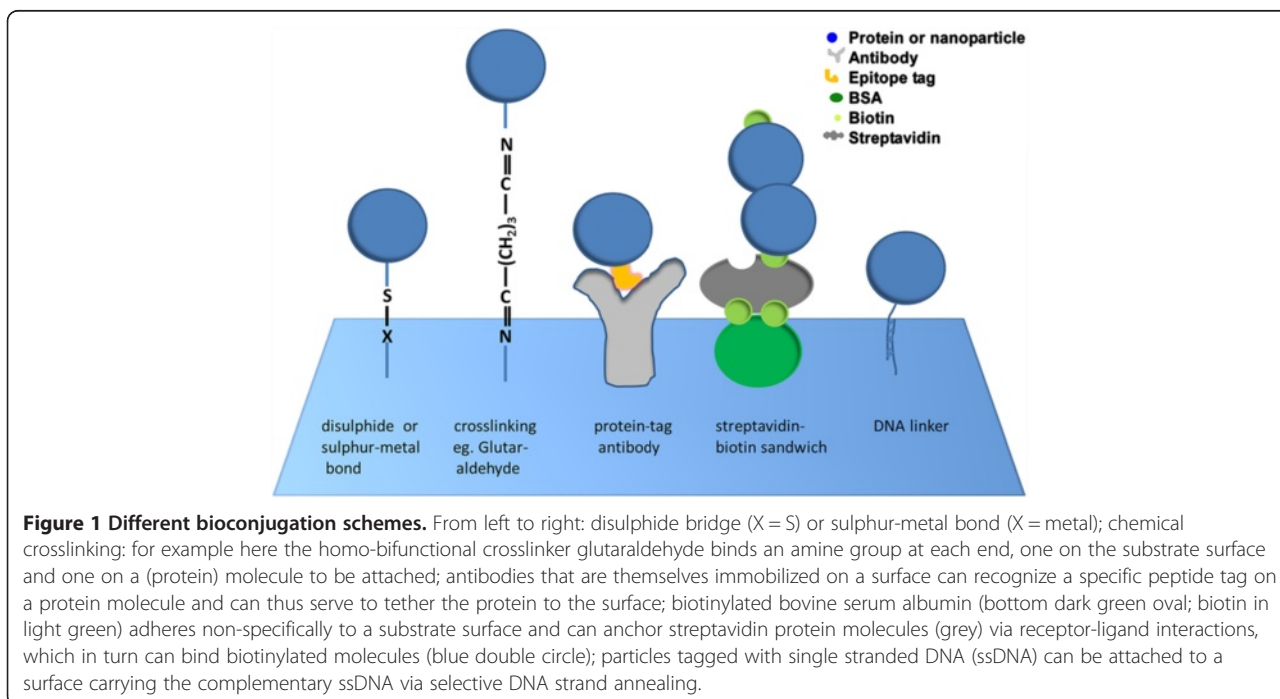 Protein or nanoparticle
Antibody
Epitope tag
BSA
Biotin
Streptavidin
N
C
(CH2)3
C
N
S
X
disulphide or
sulphur-metal
bond
crosslinking
eg. Glutar-
aldehyde
protein-tag
antibody
streptavidin-
biotin sandwich
DNA linker
Figure 1 Different bioconjugation schemes. From left to right: disulphide bridge (X = S) or sulphur-metal bond (X = metal); chemical
crosslinking: for example here the homo-bifunctional crosslinker glutaraldehyde binds an amine group at each end, one on the substrate surface
and one on a (protein) molecule to be attached; antibodies that are themselves immobilized on a surface can recognize a specific peptide tag on
a protein molecule and can thus serve to tether the protein to the surface; biotinylated bovine serum albumin (bottom dark green oval; biotin in
light green) adheres non-specifically to a substrate surface and can anchor streptavidin protein molecules (grey) via receptor-ligand interactions,
which in turn can bind biotinylated molecules (blue double circle); particles tagged with single stranded DNA (ssDNA) can be attached to a
surface carrying the complementary ssDNA via selective DNA strand annealing.